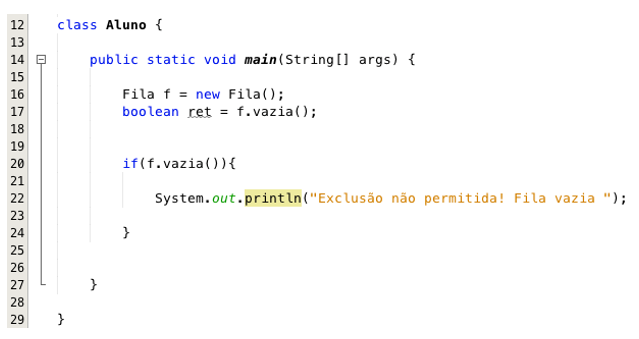 12 class Aluno {
13
14 public static void main(String[] args) {
15
16 Fila f = new Fila();
17 boolean ret = f.vazia();
18
19
20 if(f.vazia()){
21
22 System.out.println("Exclusão não permitida! Fila vazia ");
23
24 }
25
26
27 }
28
29 }